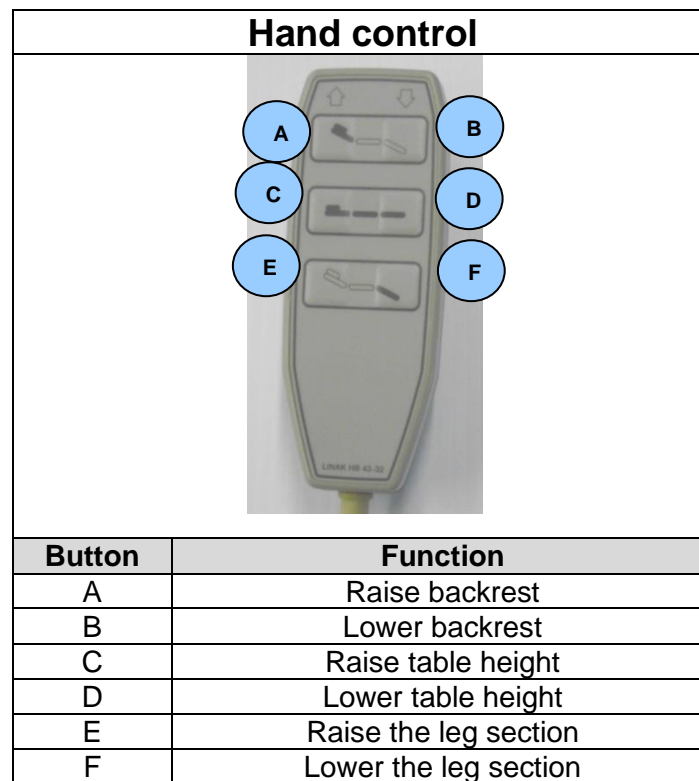 Hand control
A
B
C
D
E
F
LINAK HB 43-32
Button Function
A Raise backrest
B Lower backrest
C Raise table height
D Lower table height
E Raise the leg section
F Lower the leg section